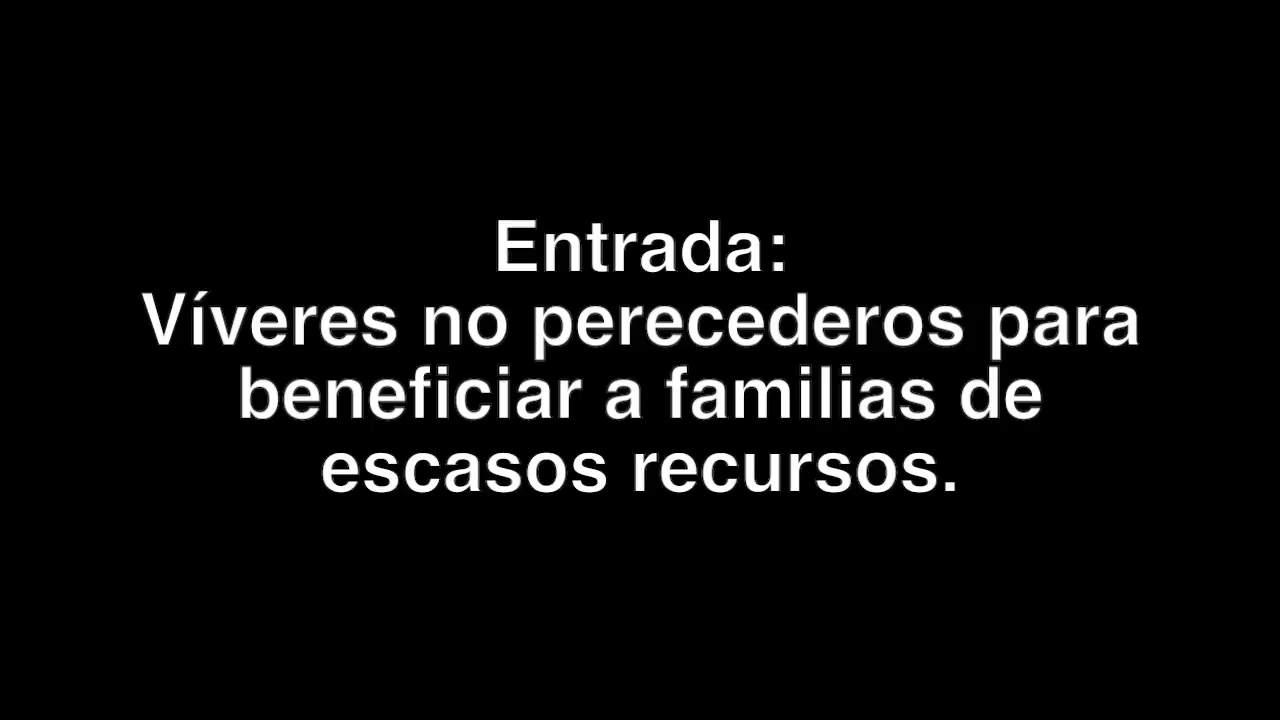 Entrada:
Víveres no perecederos para
beneficiar a familias de
escasos recursos.